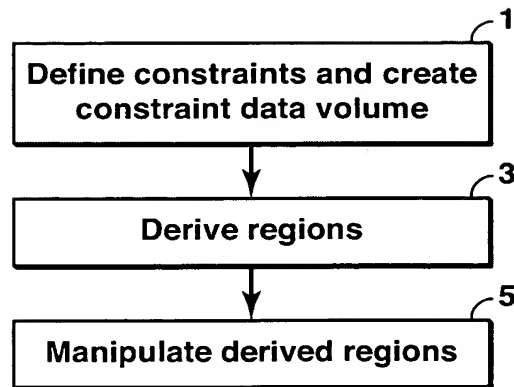 1
Define constraints and create
constraint data volume
3
Derive regions
5
Manipulate derived regions